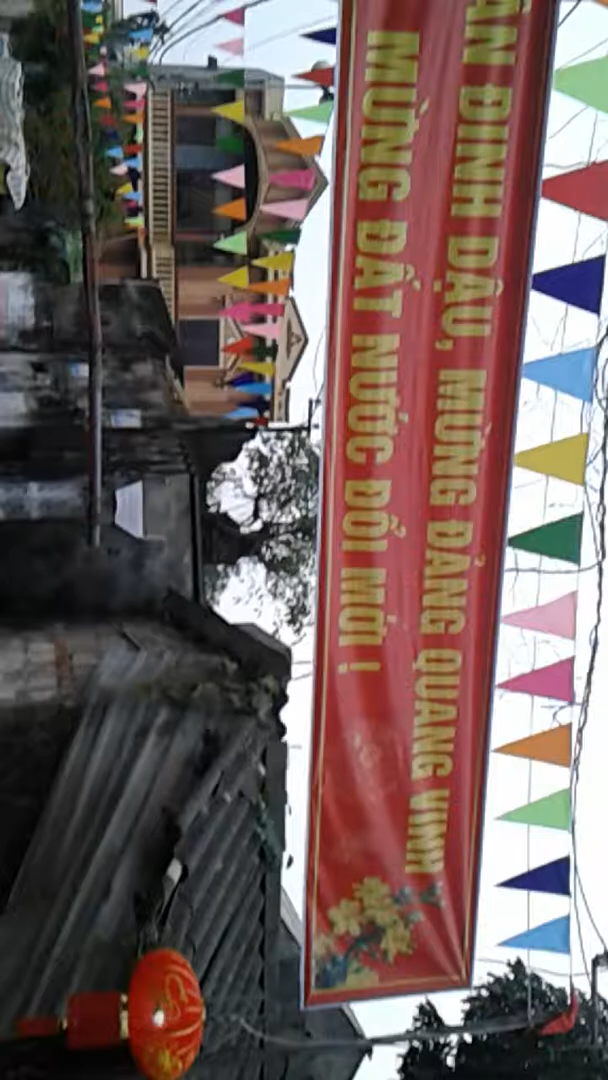 ĐINH DẬU, MỪNG ĐẢNG QUANG VINH
MỪNG ĐẤT NƯỚC ĐỔI MỚI !